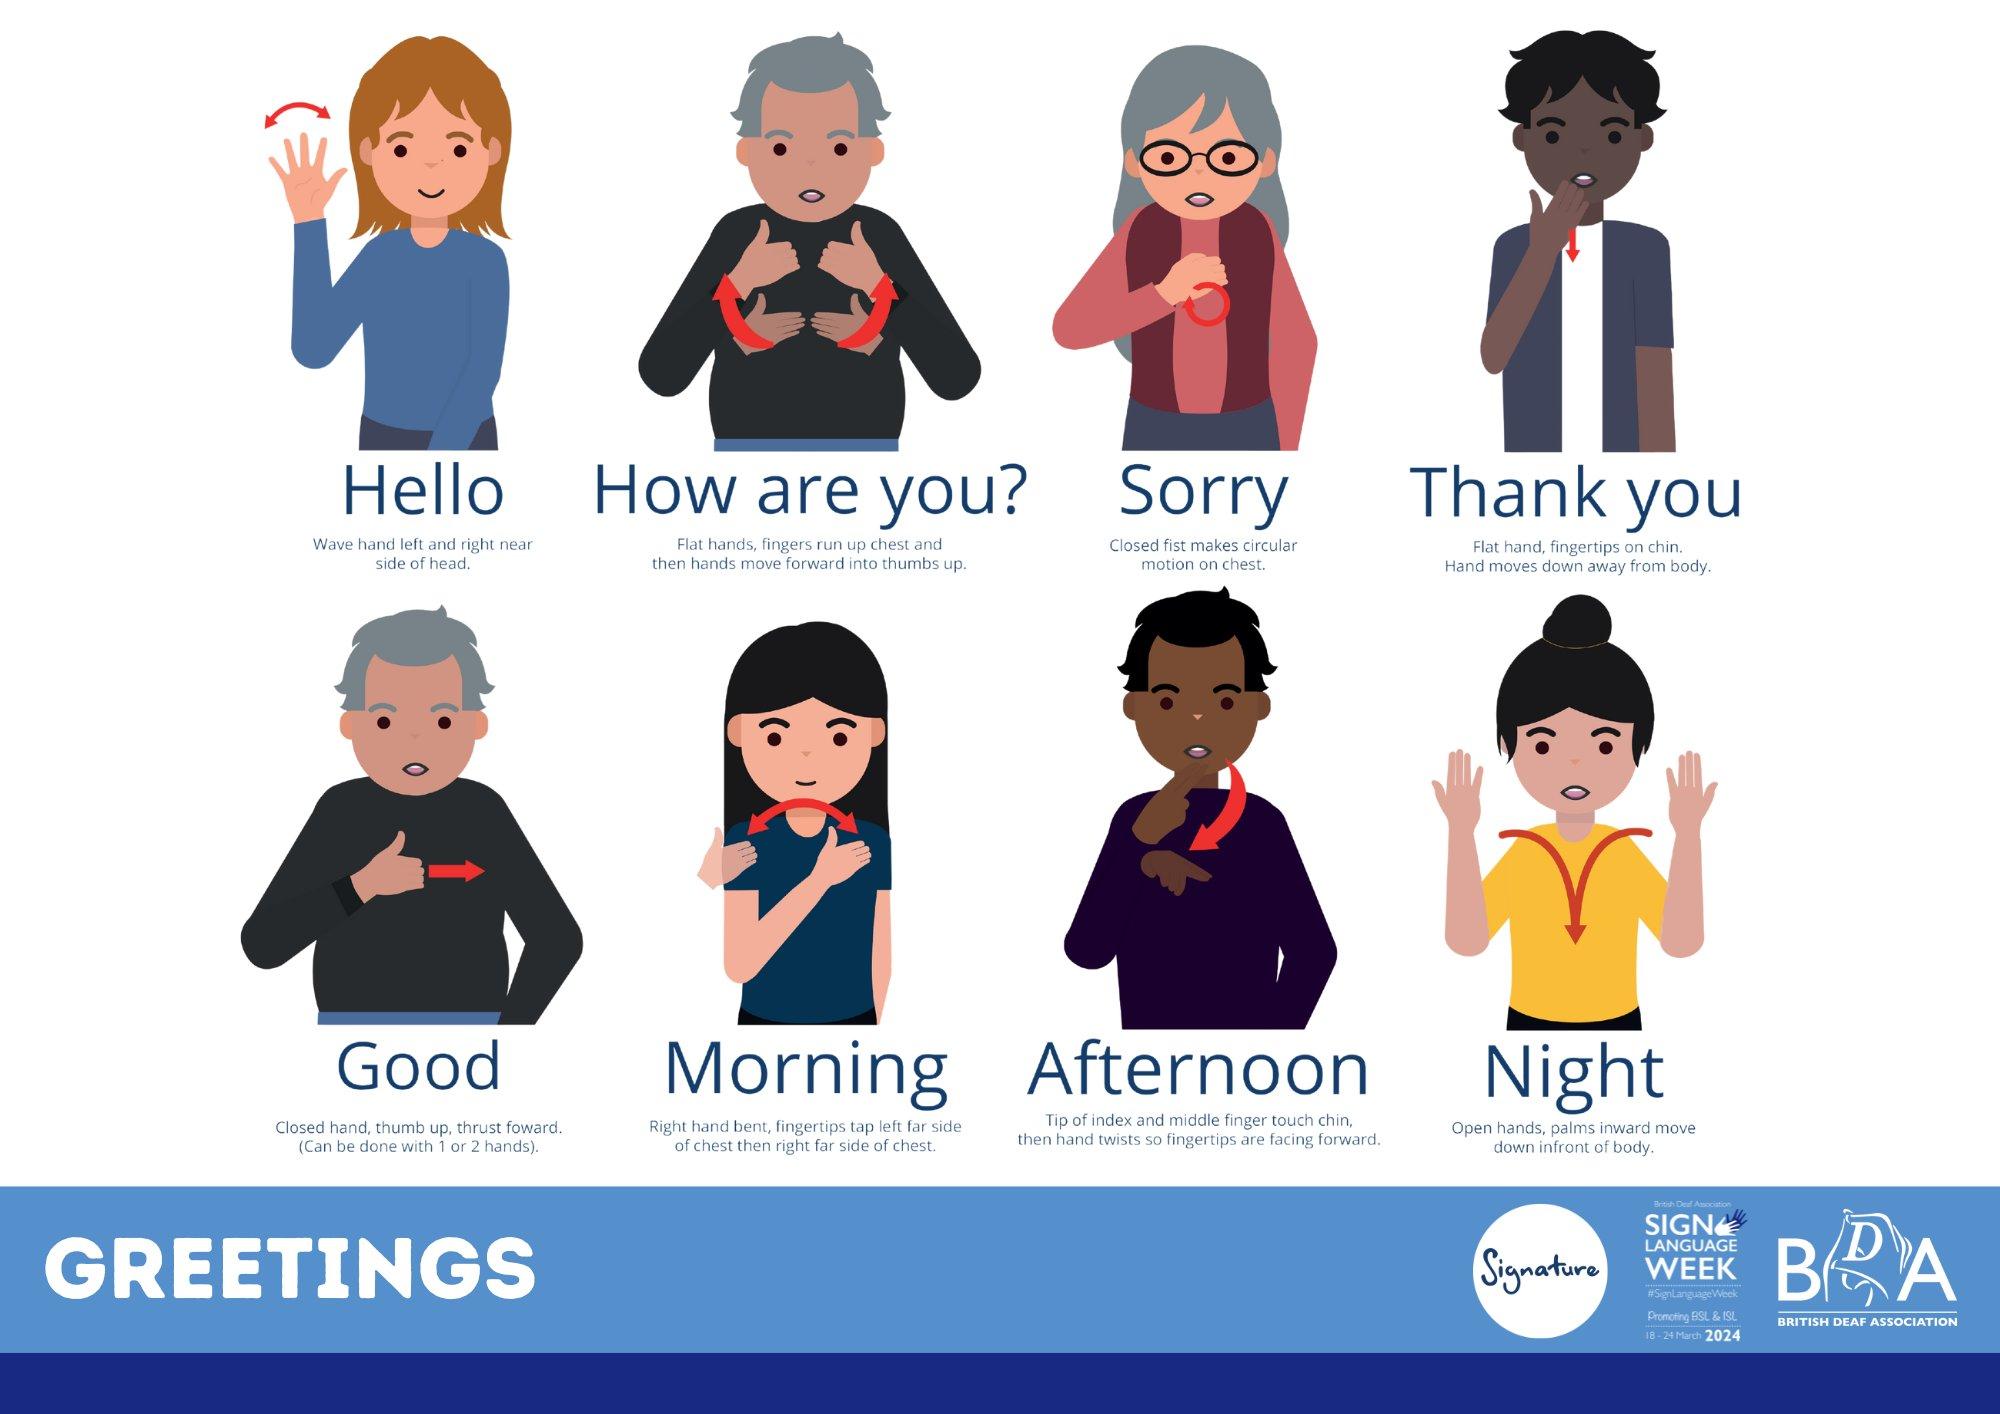 Hello
Wave hand left and right near
side of head.
How are you?
Flat hands, fingers run up chest and
then hands move forward into thumbs up.
Sorry
Closed fist makes circular
motion on chest.
Thank you
Flat hand, fingertips on chin.
Hand moves down away from body.
Good
Closed hand, thumb up, thrust foward.
(Can be done with 1 or 2 hands).
Morning
Right hand bent, fingertips tap left far side
of chest then right far side of chest.
Afternoon
Tip of index and middle finger touch chin,
then hand twists so fingertips are facing forward.
Night
Open hands, palms inward move
down infront of body.
GREETINGS
Signature
British Deaf Association
SIGN
LANGUAGE
WEEK
#SignLanguageWeek
Promoting BSL & ISL
18 - 24 March 2024
BDA
BRITISH DEAF ASSOCIATION